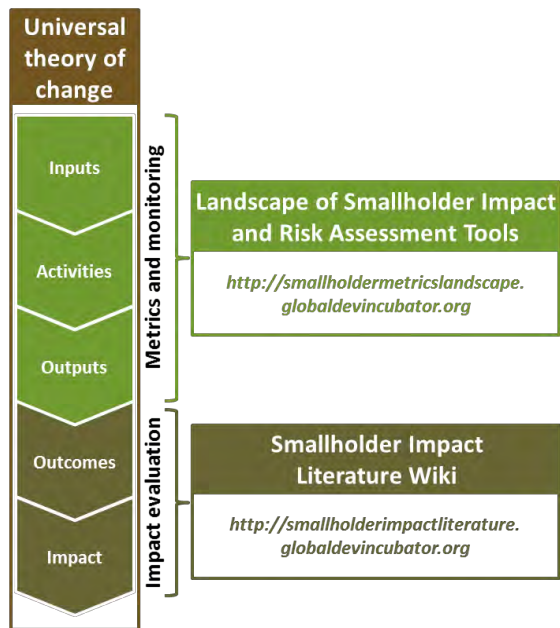 Universal
theory of
change
Inputs
Activities
Outputs
Outcomes
Impact
Metrics and monitoring
Impact evaluation
Landscape of Smallholder Impact
and Risk Assessment Tools
http://smallholdermetricslandscape.
globaldevincubator.org
Smallholder Impact
Literature Wiki
http://smallholderimpactliterature.
globaldevincubator.org